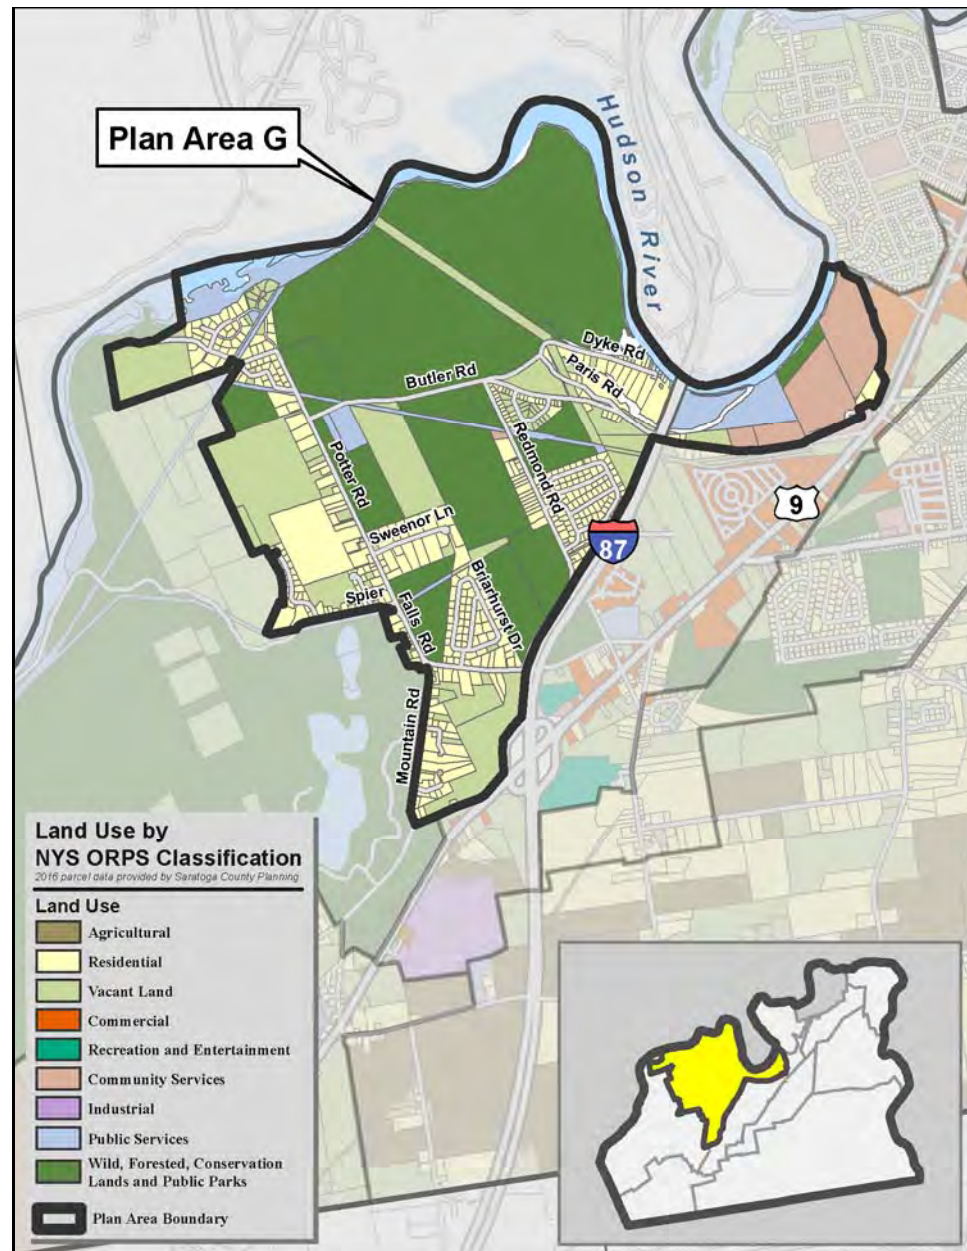 Plan Area G
Hudson River
Dyke Rd
Paris Rd
Butler Rd
Redmond Rd
Potter Rd
9
Sweenor Ln
87
Briarhurst Dr
Spier
Falls Rd
Mountain Rd
Land Use by
NYS ORPS Classification
2016 parcel data provided by Saratoga County Planning
Land Use
Agricultural
Residential
Vacant Land
Commercial
Recreation and Entertainment
Community Services
Industrial
Public Services
Wild, Forested, Conservation
Lands and Public Parks
Plan Area Boundary